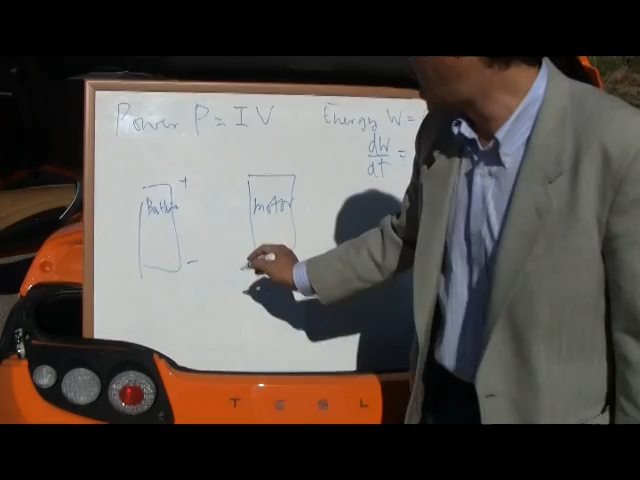 Power P = I V
Energy W =
dW
dt =
+
Battery
motor
−
T E S L